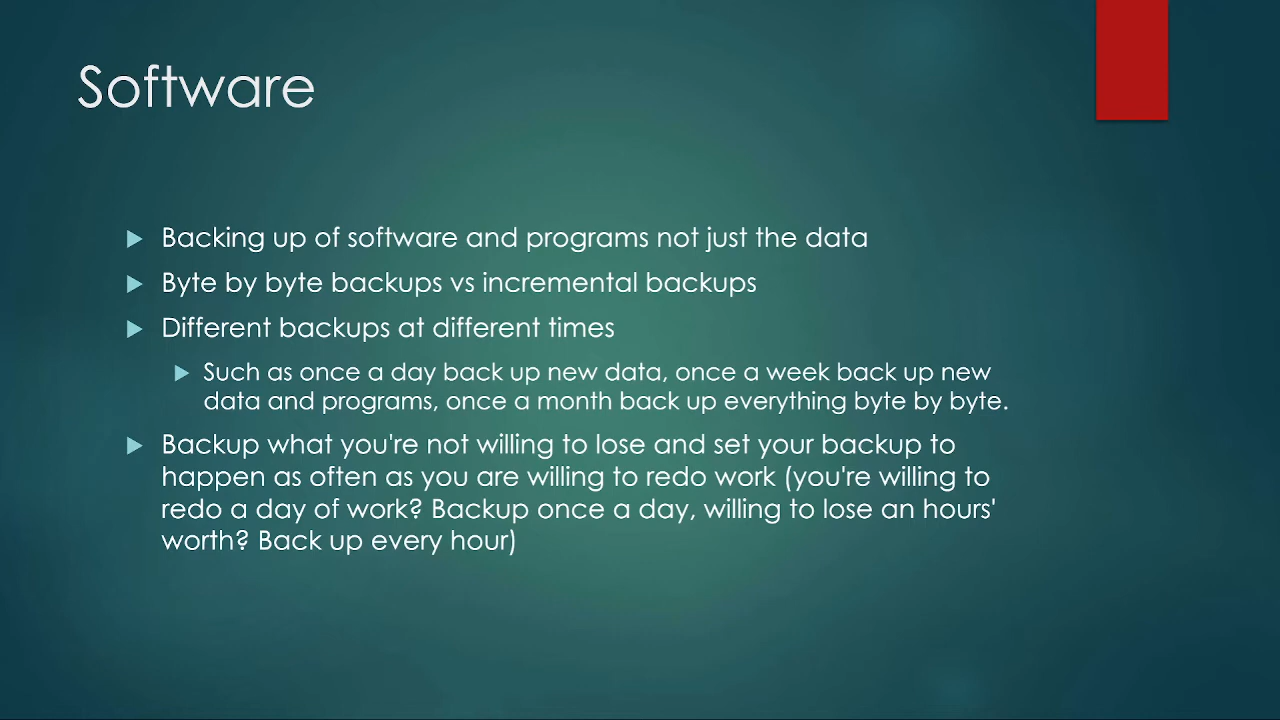 Software
Backing up of software and programs not just the data
Byte by byte backups vs incremental backups
Different backups at different times
Such as once a day back up new data, once a week back up new
data and programs, once a month back up everything byte by byte.
Backup what you're not willing to lose and set your backup to
happen as often as you are willing to redo work (you're willing to
redo a day of work? Backup once a day, willing to lose an hours'
worth? Back up every hour)